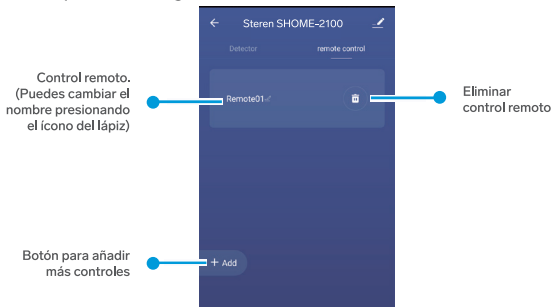 Steren SHOME-2100
Detector
remote control
Control remoto.
(Puedes cambiar el
nombre presionando
el ícono del lápiz)
Remote01
Eliminar
control remoto
Botón para añadir
más controles
+ Add